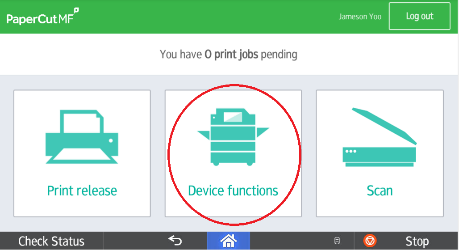 PaperCut MF
Jameson Yoo
Log out
You have 0 print jobs pending
Print release
Device functions
Scan
Check Status
Stop